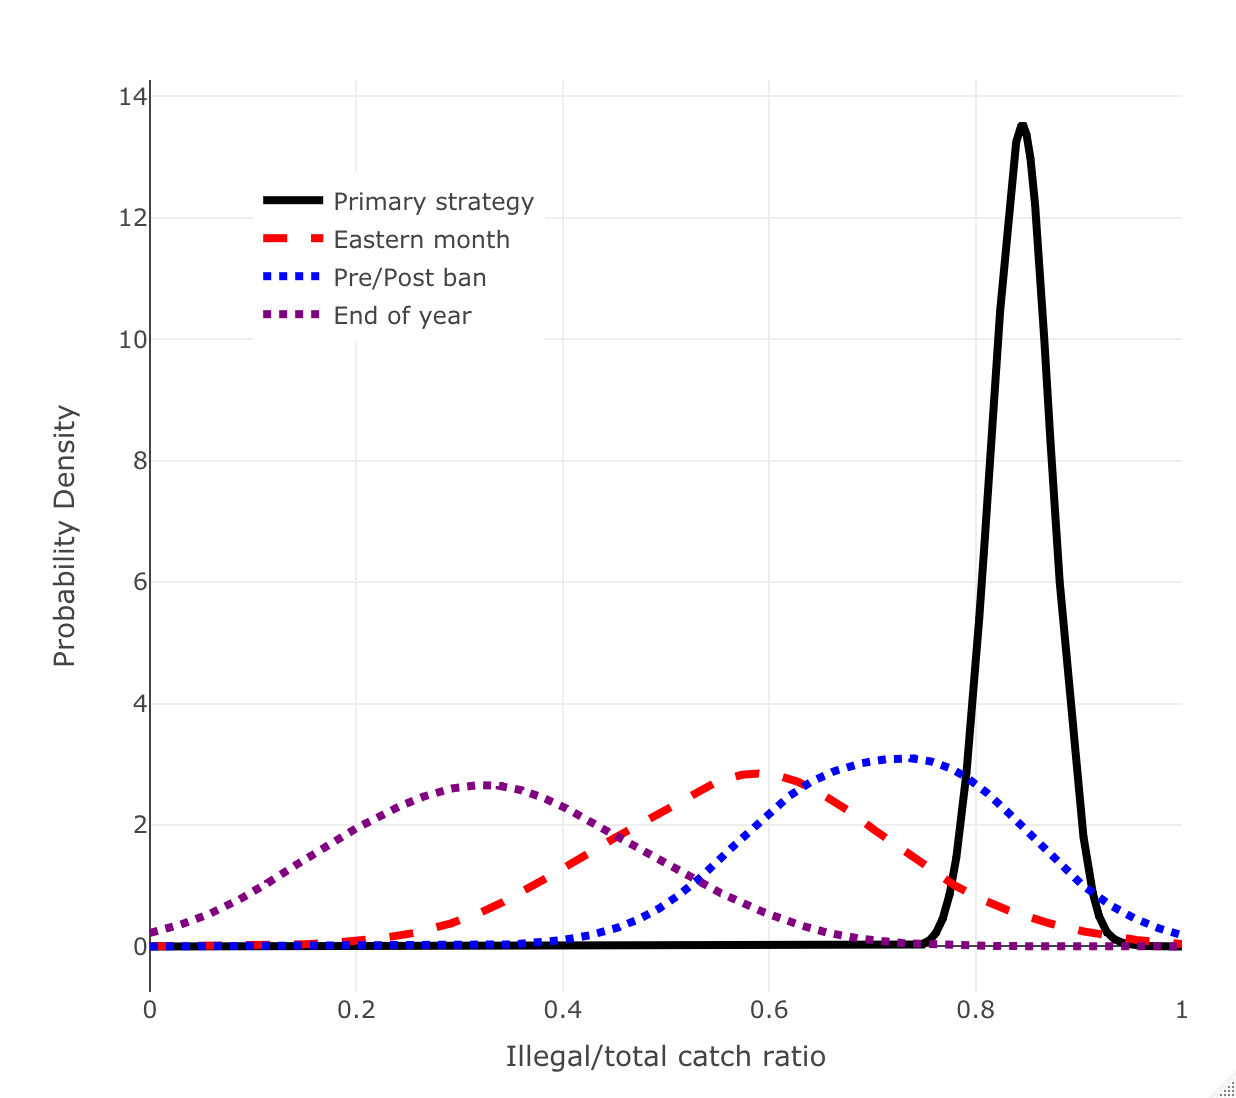 14
12
10
8
6
4
2
0
Primary strategy
Eastern month
Pre/Post ban
End of year
Probability Density
0 0.2 0.4 0.6 0.8 1
Illegal/total catch ratio